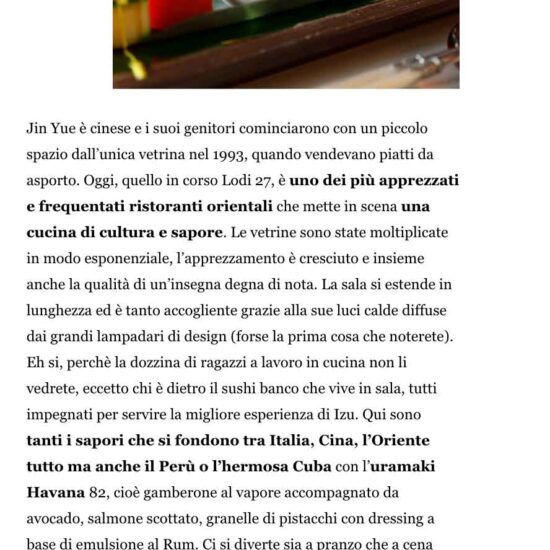 Jin Yue è cinese e i suoi genitori cominciarono con un piccolo
spazio dall’unica vetrina nel 1993, quando vendevano piatti da
asporto. Oggi, quello in corso Lodi 27, è uno dei più apprezzati
e frequentati ristoranti orientali che mette in scena una
cucina di cultura e sapore. Le vetrine sono state moltiplicate
in modo esponenziale, l’apprezzamento è cresciuto e insieme
anche la qualità di un’insegna degna di nota. La sala si estende in
lunghezza ed è tanto accogliente grazie alla sue luci calde diffuse
dai grandi lampadari di design (forse la prima cosa che noterete).
Eh si, perchè la dozzina di ragazzi a lavoro in cucina non li
vedrete, eccetto chi è dietro il sushi banco che vive in sala, tutti
impegnati per servire la migliore esperienza di Izu. Qui sono
tanti i sapori che si fondono tra Italia, Cina, l’Oriente
tutto ma anche il Perù o l’hermosa Cuba con l’uramaki
Havana 82, cioè gamberone al vapore accompagnato da
avocado, salmone scottato, granelle di pistacchi con dressing a
base di emulsione al Rum. Ci si diverte sia a pranzo che a cena